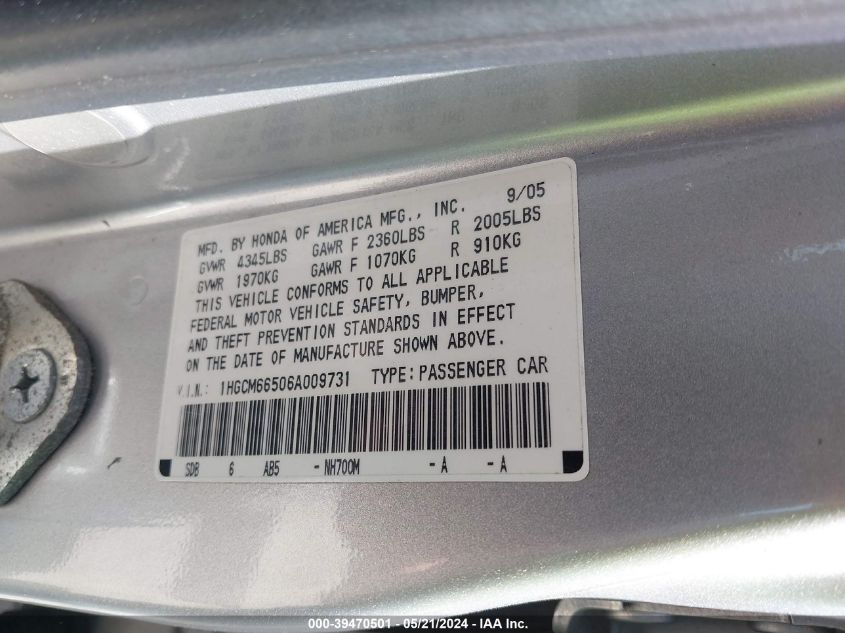 MFD. BY HONDA OF AMERICA MFG., INC. 9/05
GVWR 4345LBS GAWR F 2360LBS R 2005LBS
GVWR 1970KG GAWR F 1070KG R 910KG
THIS VEHICLE CONFORMS TO ALL APPLICABLE
FEDERAL MOTOR VEHICLE SAFETY, BUMPER,
AND THEFT PREVENTION STANDARDS IN EFFECT
ON THE DATE OF MANUFACTURE SHOWN ABOVE.
V.I.N.: 1HGCM66506A009731 TYPE: PASSENGER CAR
SDB 6 AB5 - NH700M - A - A
000-39470501 - 05/21/2024 - IAA Inc.